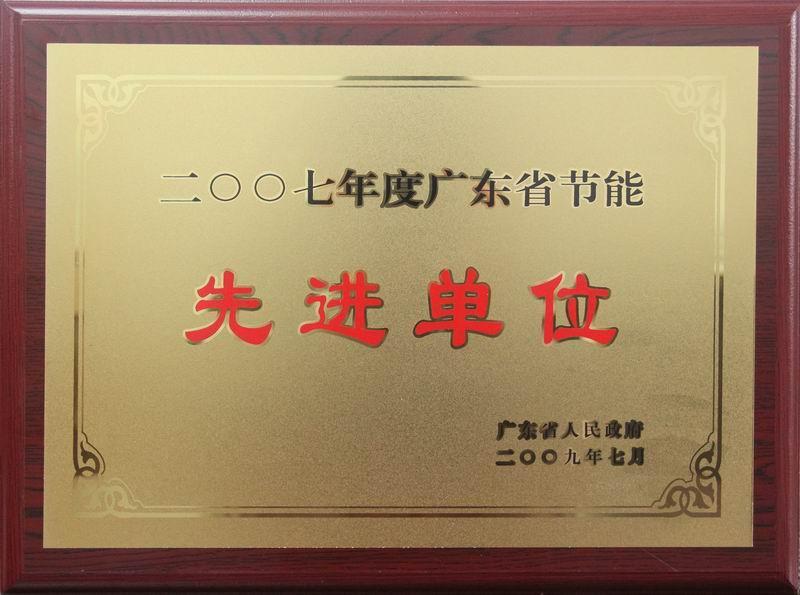 二〇〇七年度广东省节能
先进单位
广东省人民政府
二〇〇九年七月